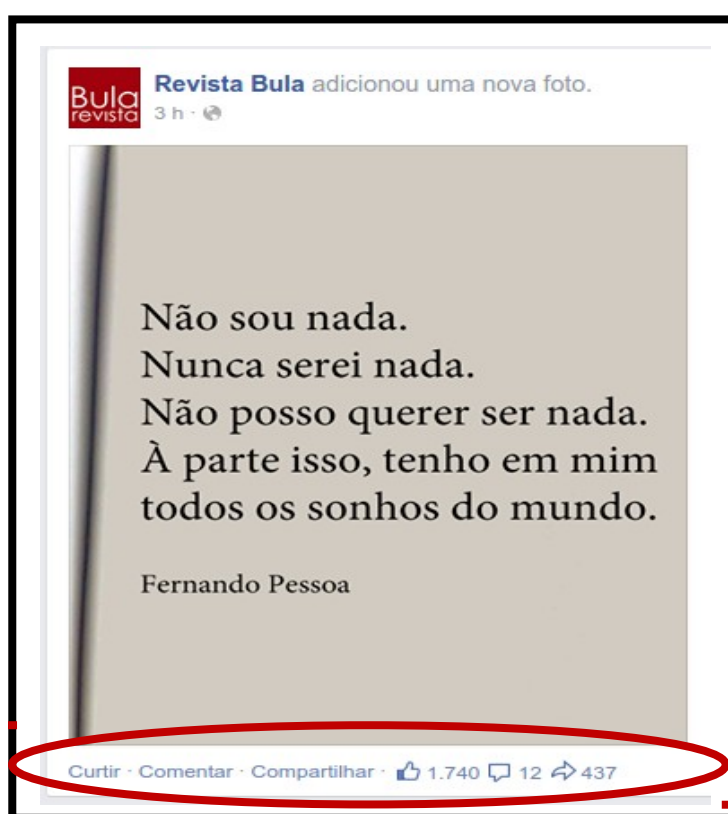 Bula
revista
Revista Bula adicionou uma nova foto.
3 h ·
Não sou nada.
Nunca serei nada.
Não posso querer ser nada.
À parte isso, tenho em mim
todos os sonhos do mundo.
Fernando Pessoa
Curtir · Comentar · Compartilhar · 1.740 12 437